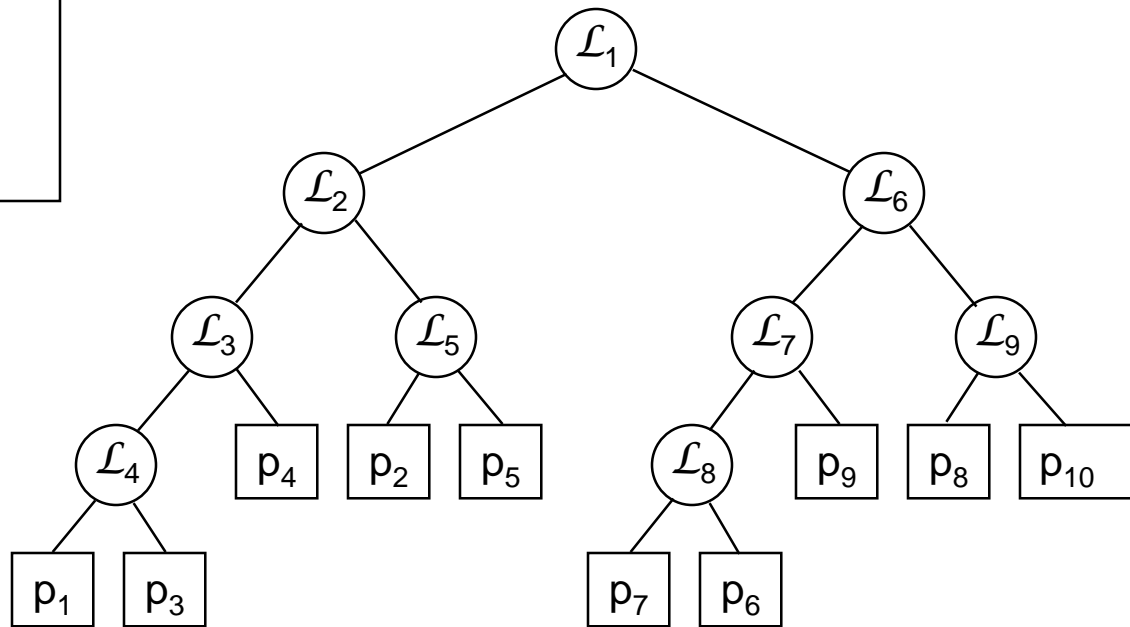 ℒ₁
ℒ₂ ℒ₆
ℒ₃ ℒ₅ ℒ₇ ℒ₉
ℒ₄ p₄ p₂ p₅ ℒ₈ p₉ p₈ p₁₀
p₁ p₃ p₇ p₆